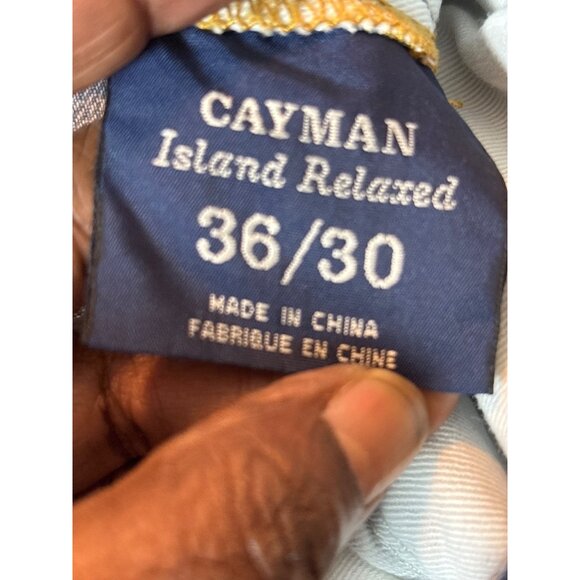 CAYMAN
Island Relaxed
36/30
MADE IN CHINA
FABRIQUE EN CHINE